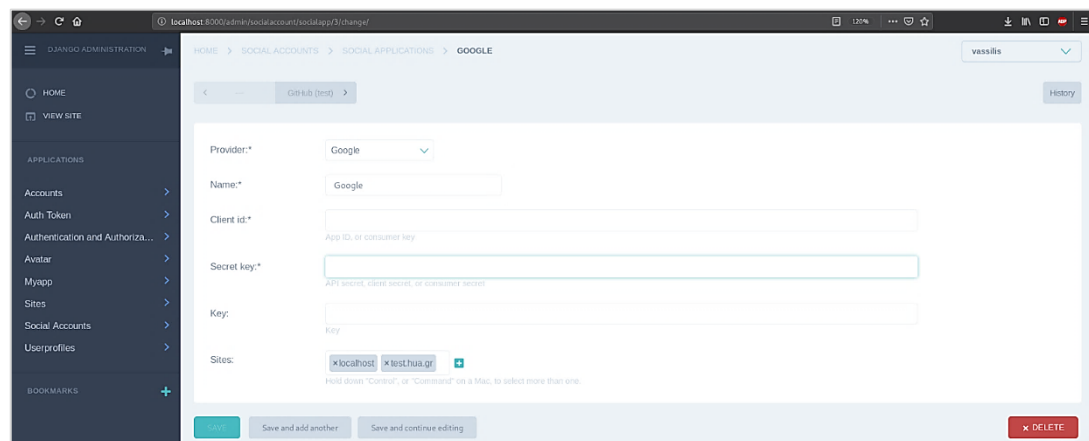 localhost:8000/admin/socialaccount/socialapp/3/change/
120%
DJANGO ADMINISTRATION
HOME > SOCIAL ACCOUNTS > SOCIAL APPLICATIONS > GOOGLE
vassilis
HOME
VIEW SITE
< — GitHub (test) >
History
APPLICATIONS
Accounts
Auth Token
Authentication and Authoriza...
Avatar
Myapp
Sites
Social Accounts
Userprofiles
BOOKMARKS
Provider:* Google
Name:* Google
Client id:*
App ID, or consumer key
Secret key:*
API secret, client secret, or consumer secret
Key:
Key
Sites: ×localhost ×test.hua.gr
Hold down "Control", or "Command" on a Mac, to select more than one.
SAVE Save and add another Save and continue editing × DELETE